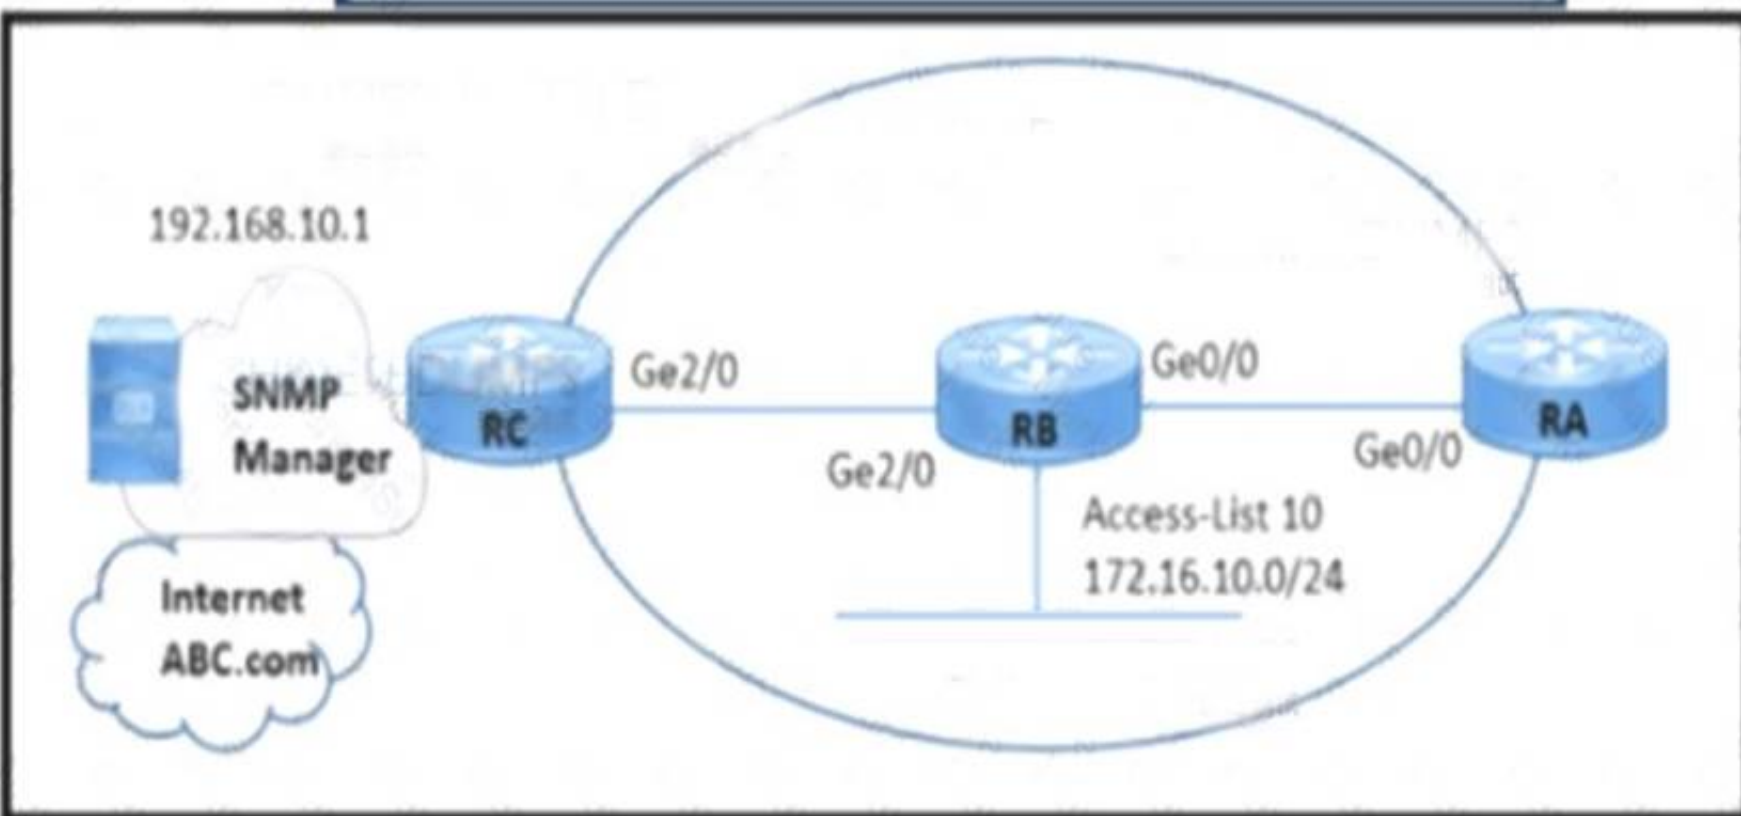 192.168.10.1
SNMP
Manager
RC
Ge2/0
Ge2/0
RB
Ge0/0
Ge0/0
RA
Access-List 10
172.16.10.0/24
Internet
ABC.com